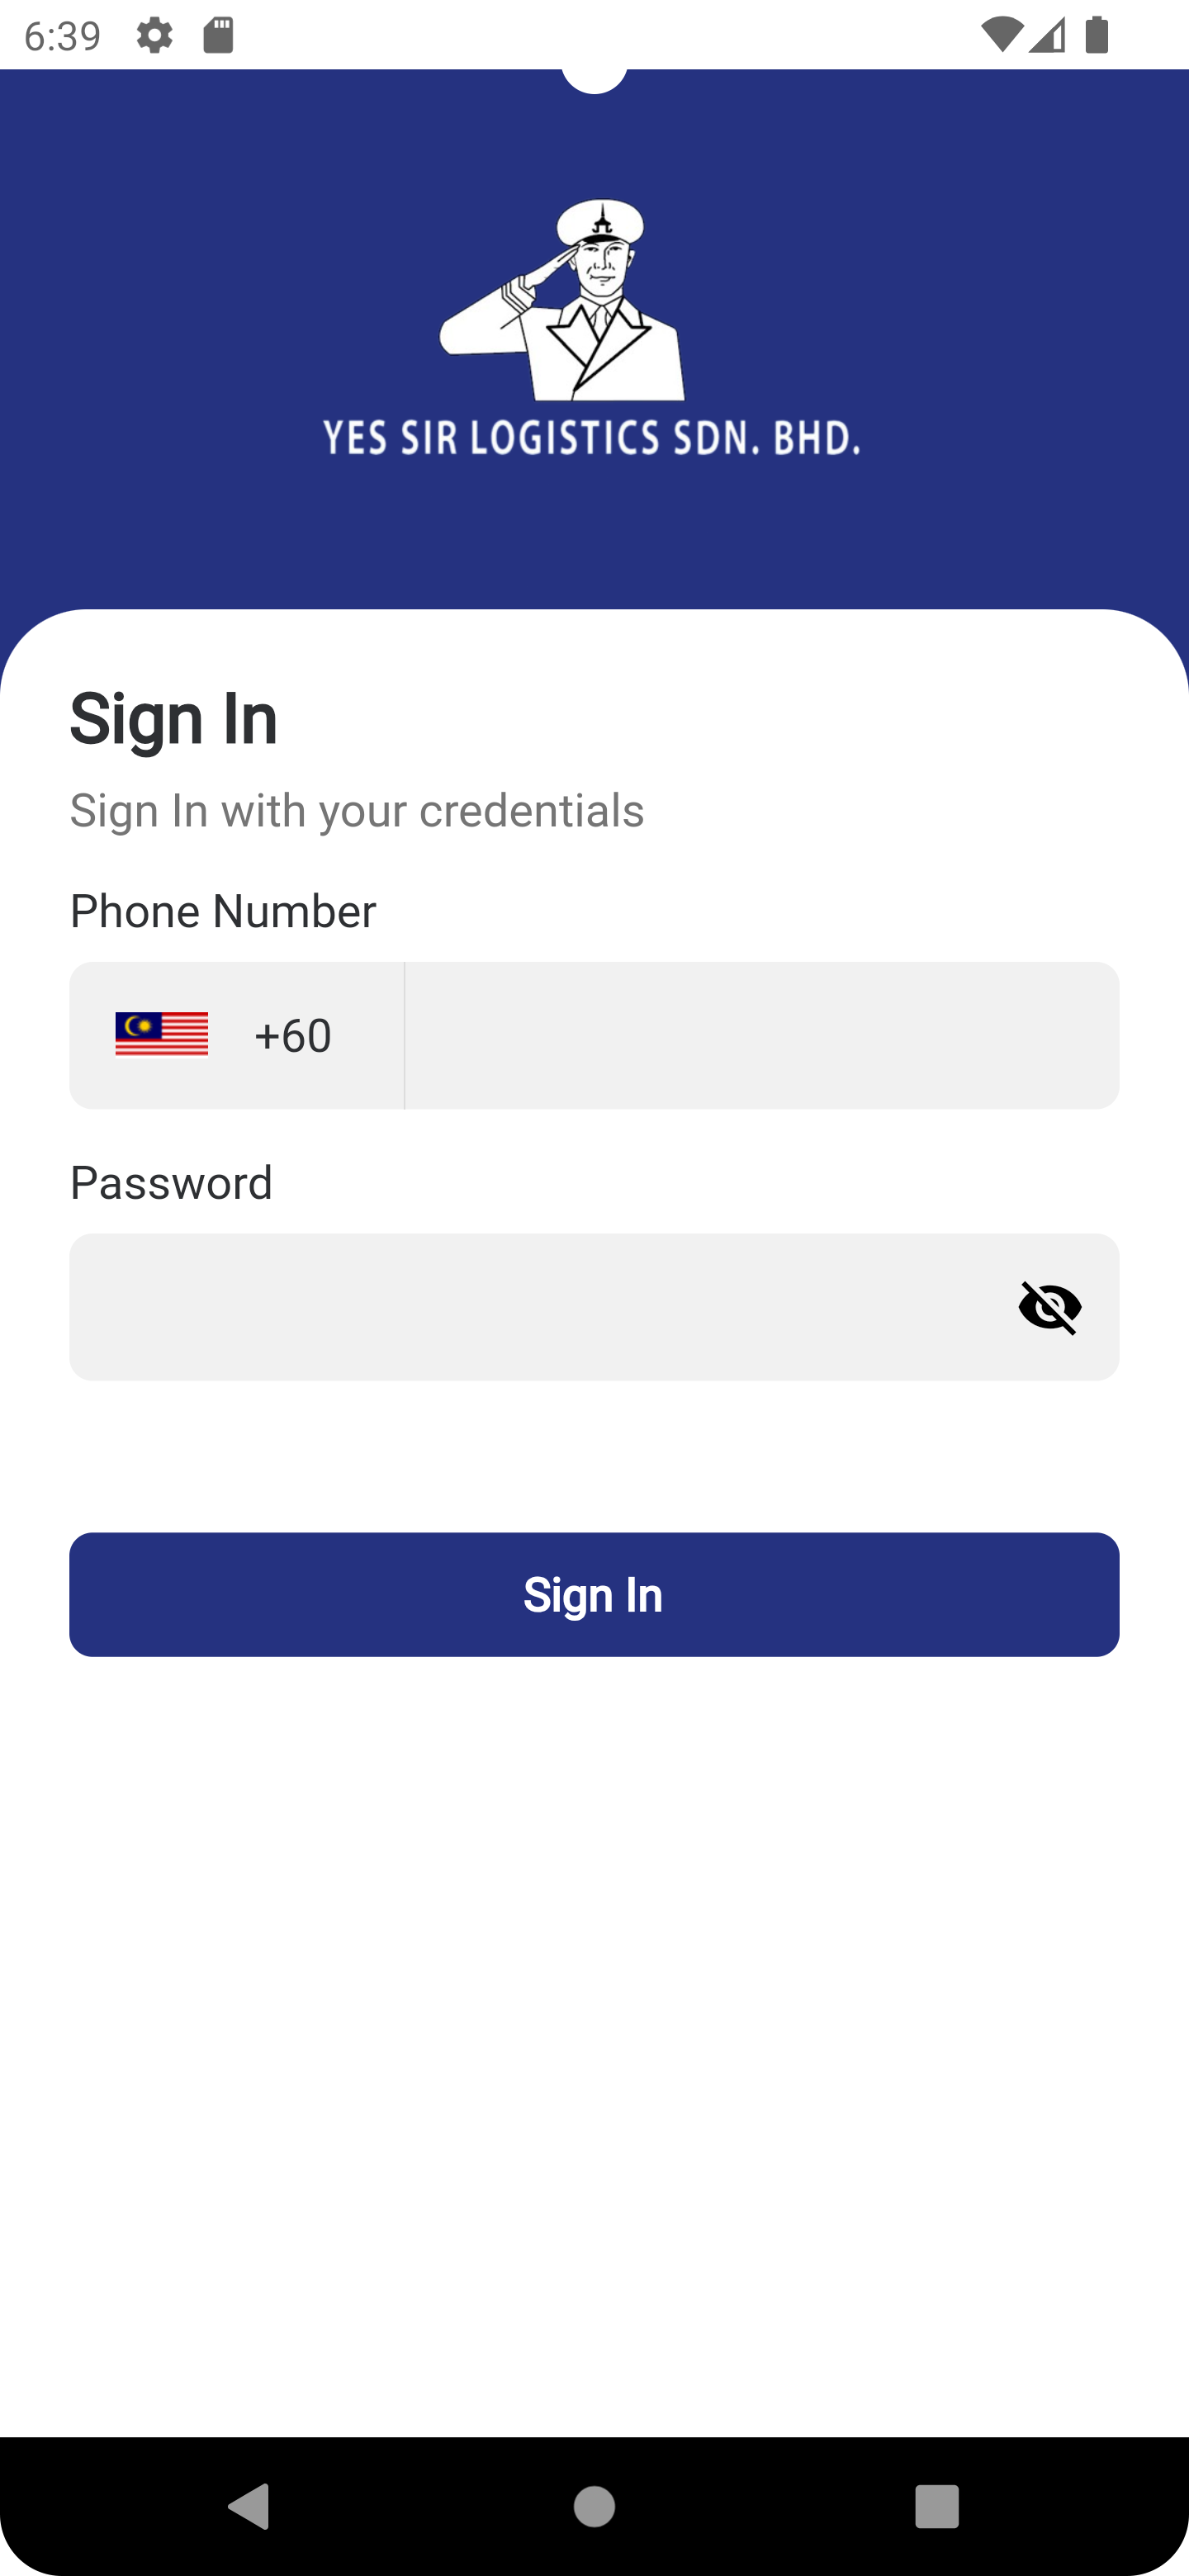 6:39
YES SIR LOGISTICS SDN. BHD.
Sign In
Sign In with your credentials
Phone Number
+60
Password
Sign In